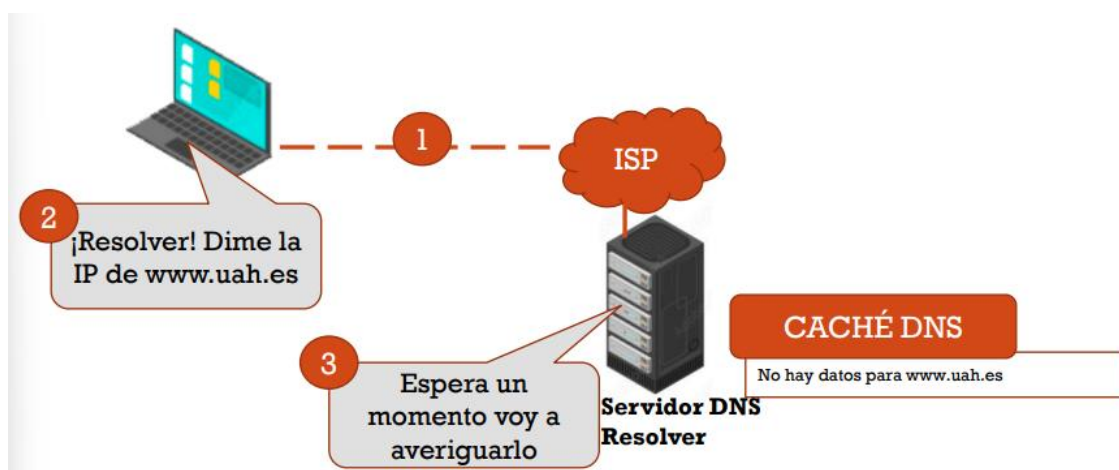 1
ISP
2
¡Resolver! Dime la
IP de www.uah.es
3
Espera un
momento voy a
averiguarlo
Servidor DNS
Resolver
CACHÉ DNS
No hay datos para www.uah.es